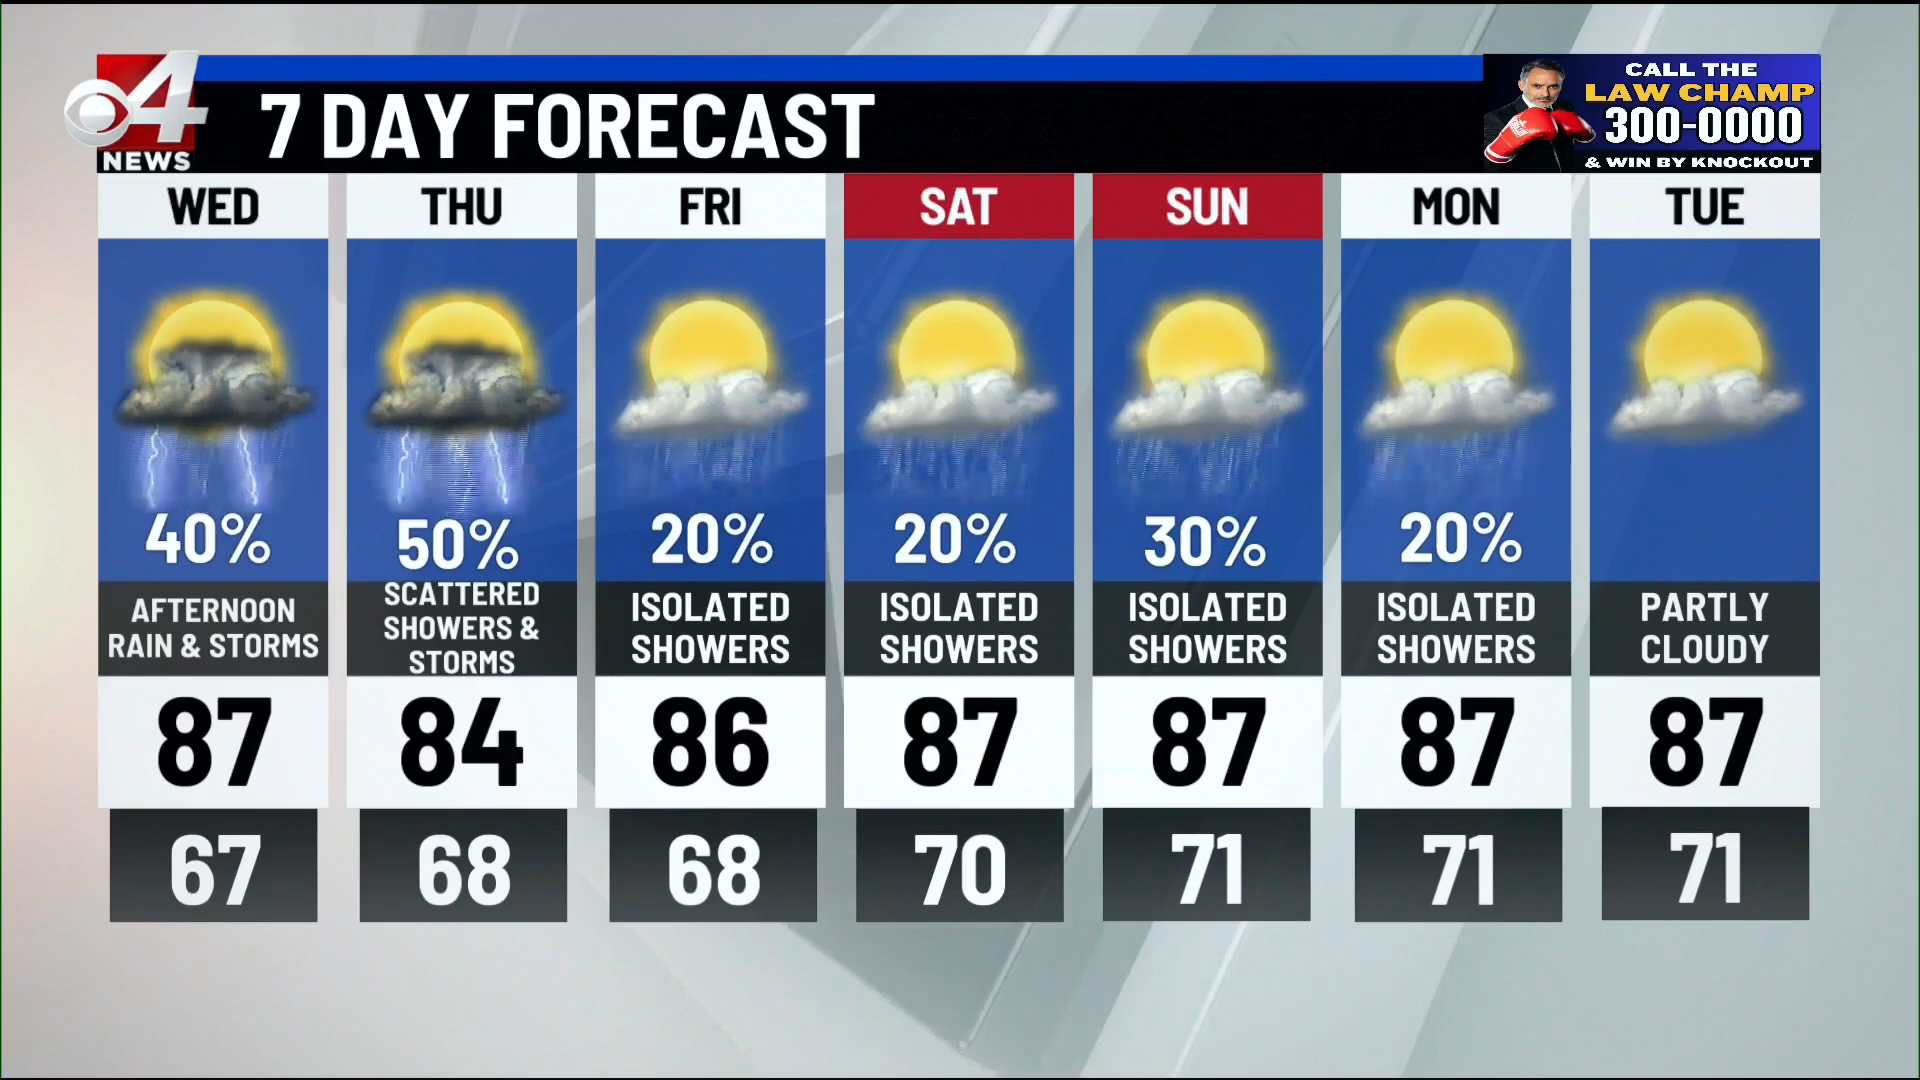 4
NEWS
7 DAY FORECAST
CALL THE
LAW CHAMP
300-0000
& WIN BY KNOCKOUT
WED
THU
FRI
SAT
SUN
MON
TUE
40%
50%
20%
20%
30%
20%
AFTERNOON
RAIN & STORMS
SCATTERED
SHOWERS &
STORMS
ISOLATED
SHOWERS
ISOLATED
SHOWERS
ISOLATED
SHOWERS
ISOLATED
SHOWERS
PARTLY
CLOUDY
87
84
86
87
87
87
87
67
68
68
70
71
71
71